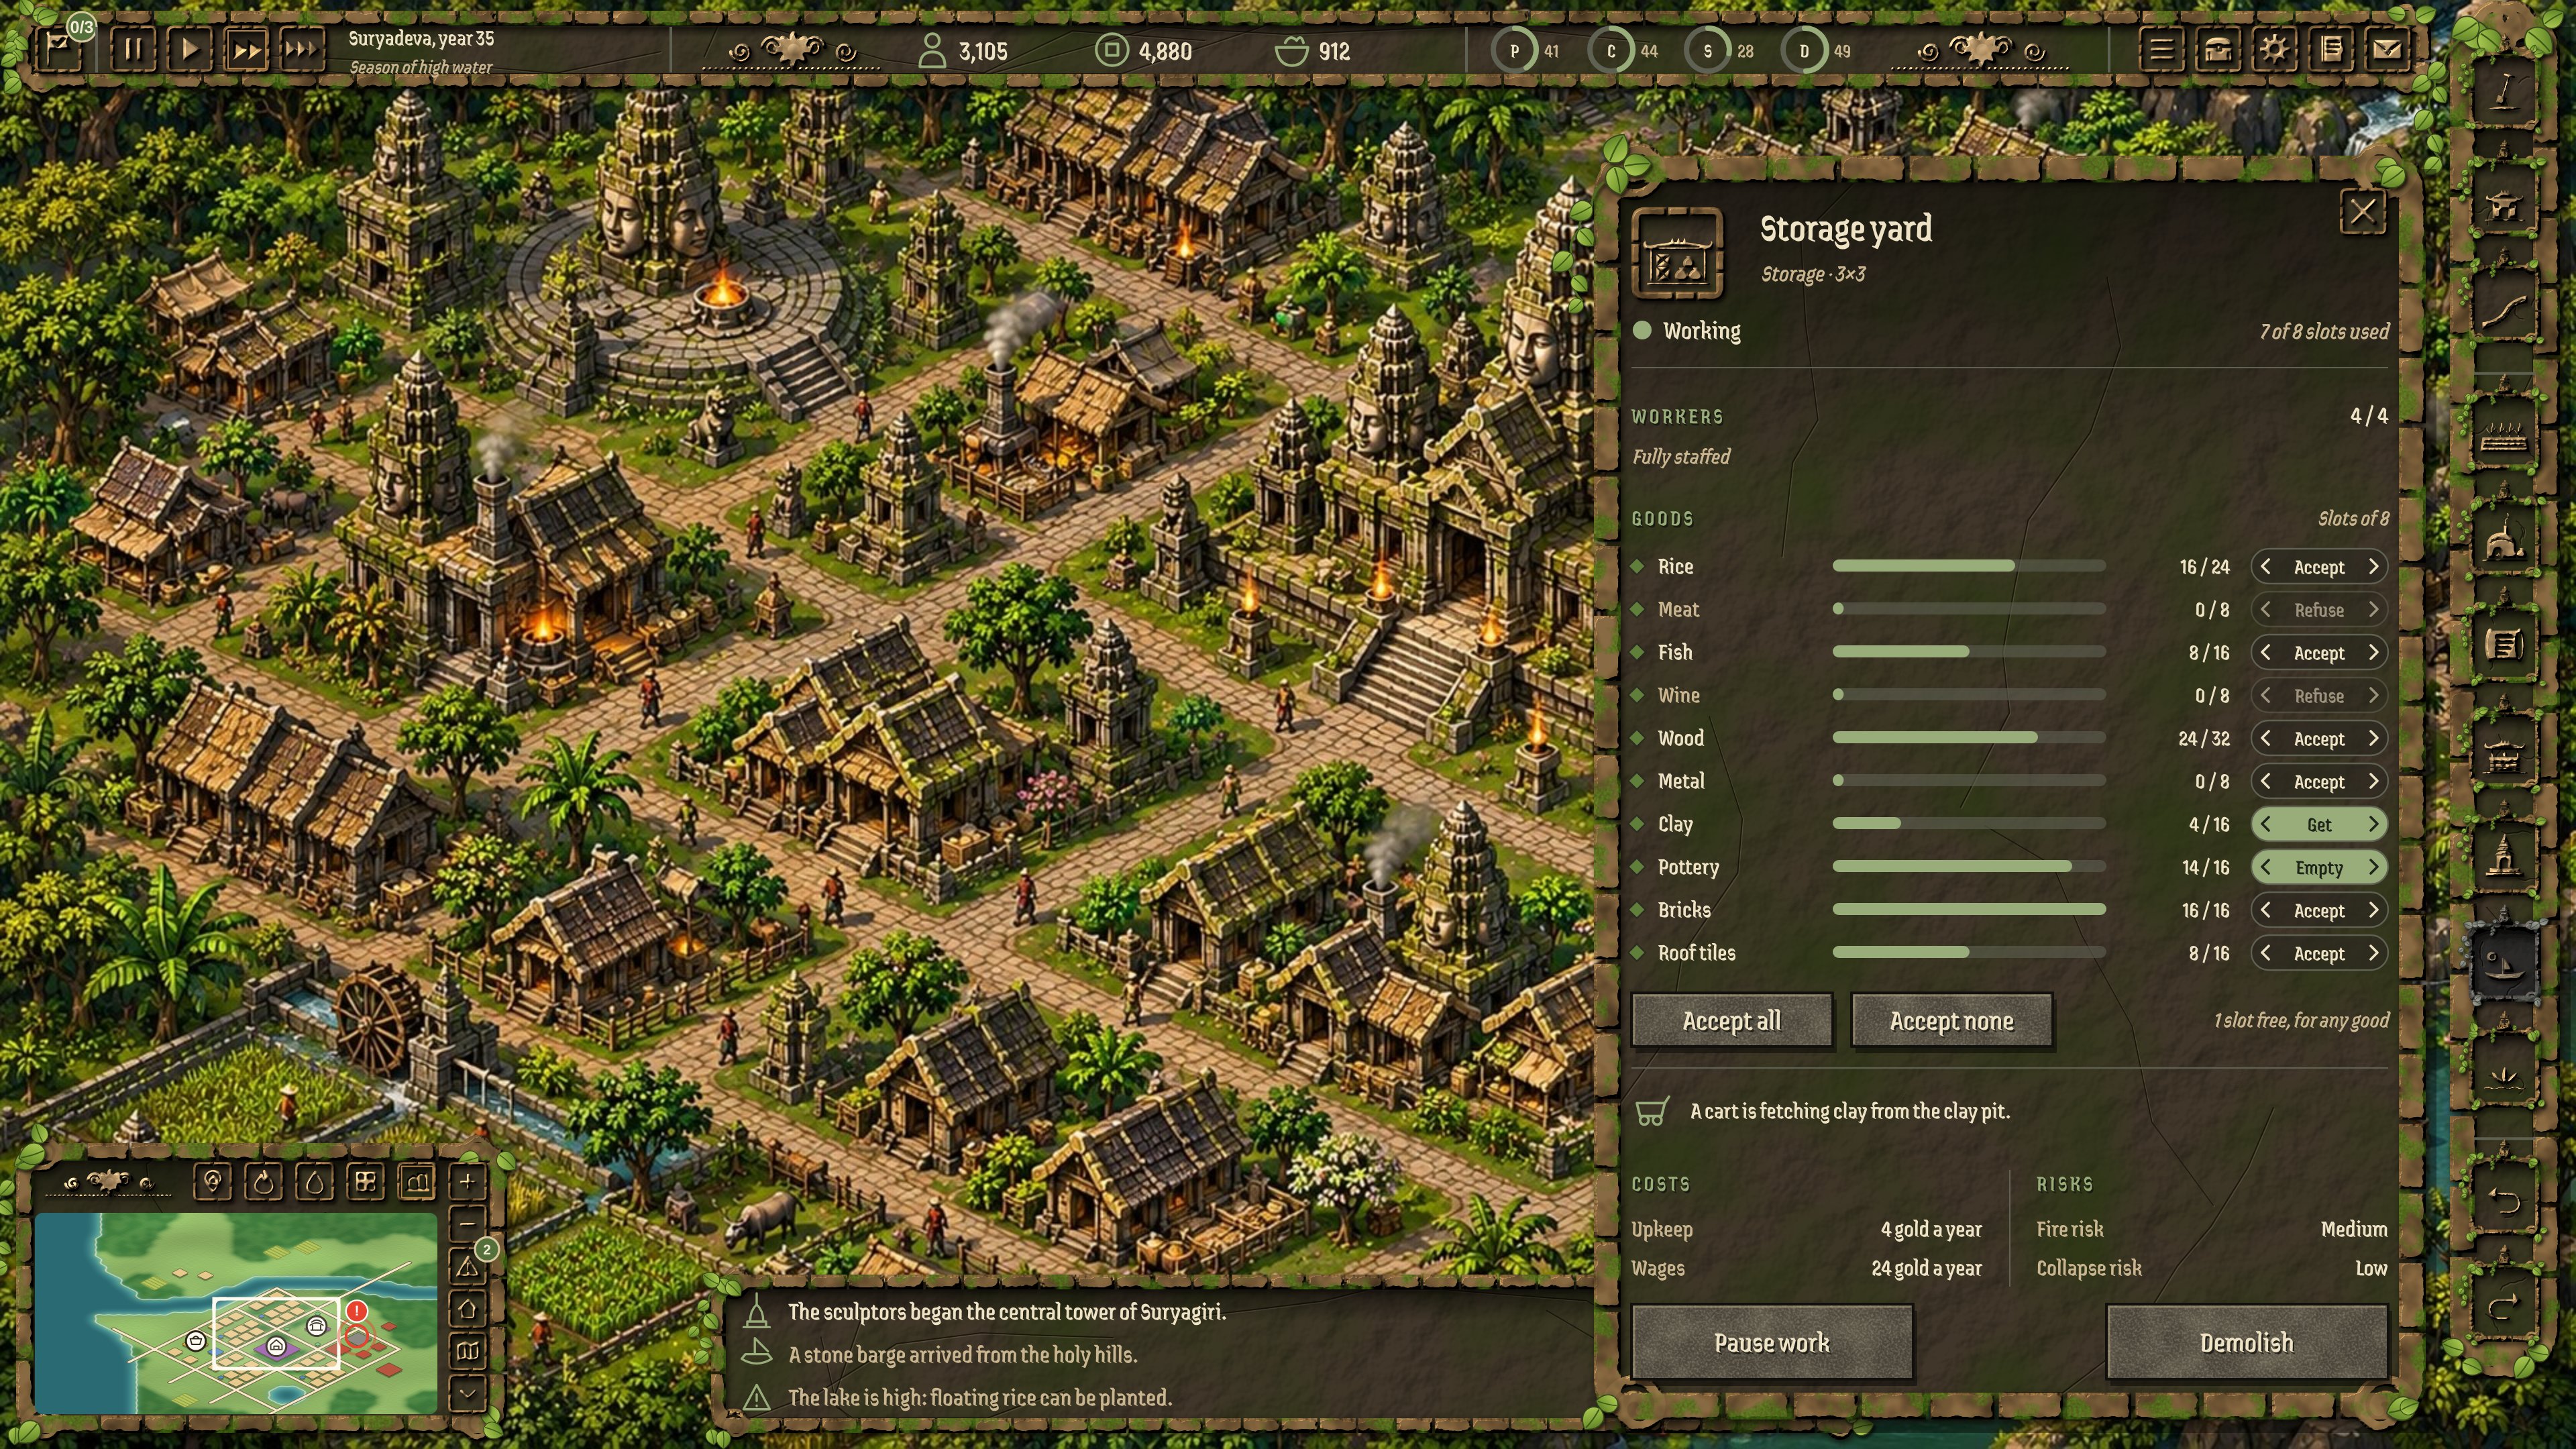 0/3
Suryadeva, year 35
Season of high water
3,105
4,880
912
P 41
C 44
S 28
D 49
Storage yard
Storage · 3×3
Working
7 of 8 slots used
WORKERS
4 / 4
Fully staffed
GOODS
Slots of 8
Rice 16 / 24 Accept
Meat 0 / 8 Refuse
Fish 8 / 16 Accept
Wine 0 / 8 Refuse
Wood 24 / 32 Accept
Metal 0 / 8 Accept
Clay 4 / 16 Get
Pottery 14 / 16 Empty
Bricks 16 / 16 Accept
Roof tiles 8 / 16 Accept
Accept all
Accept none
1 slot free, for any good
A cart is fetching clay from the clay pit.
COSTS
Upkeep 4 gold a year
Wages 24 gold a year
RISKS
Fire risk Medium
Collapse risk Low
Pause work
Demolish
2
!
The sculptors began the central tower of Suryagiri.
A stone barge arrived from the holy hills.
The lake is high: floating rice can be planted.